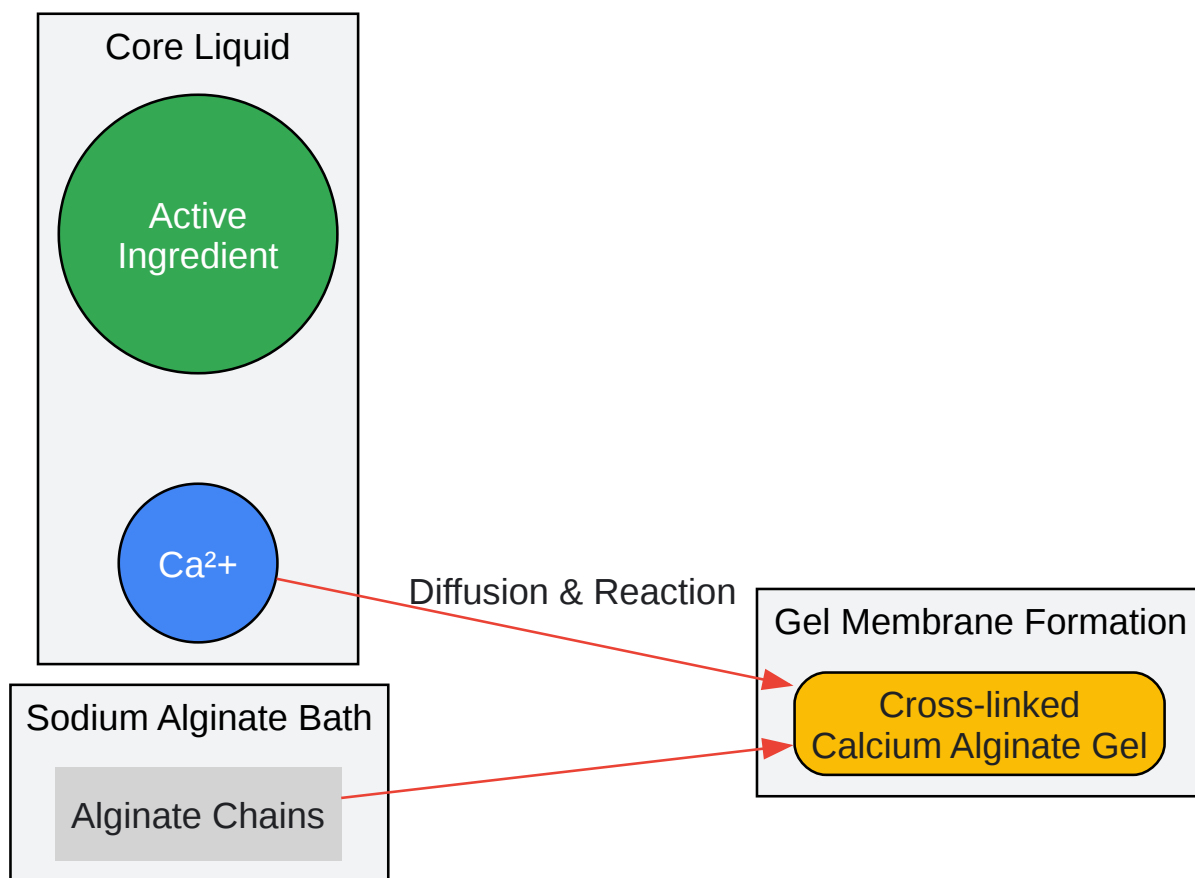 Core Liquid
Active
Ingredient
Ca²+
Diffusion & Reaction
Gel Membrane Formation
Cross-linked
Calcium Alginate Gel
Sodium Alginate Bath
Alginate Chains